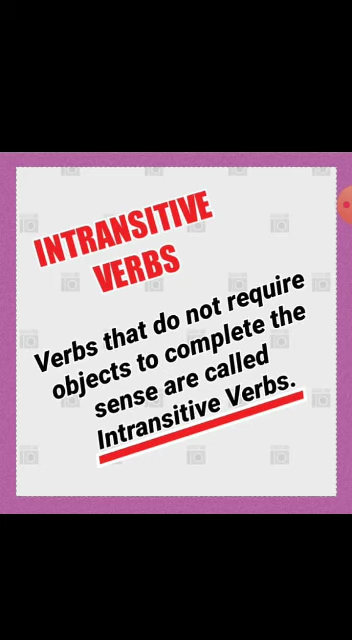 INTRANSITIVE
VERBS
Verbs that do not require
objects to complete the
sense are called
Intransitive Verbs.